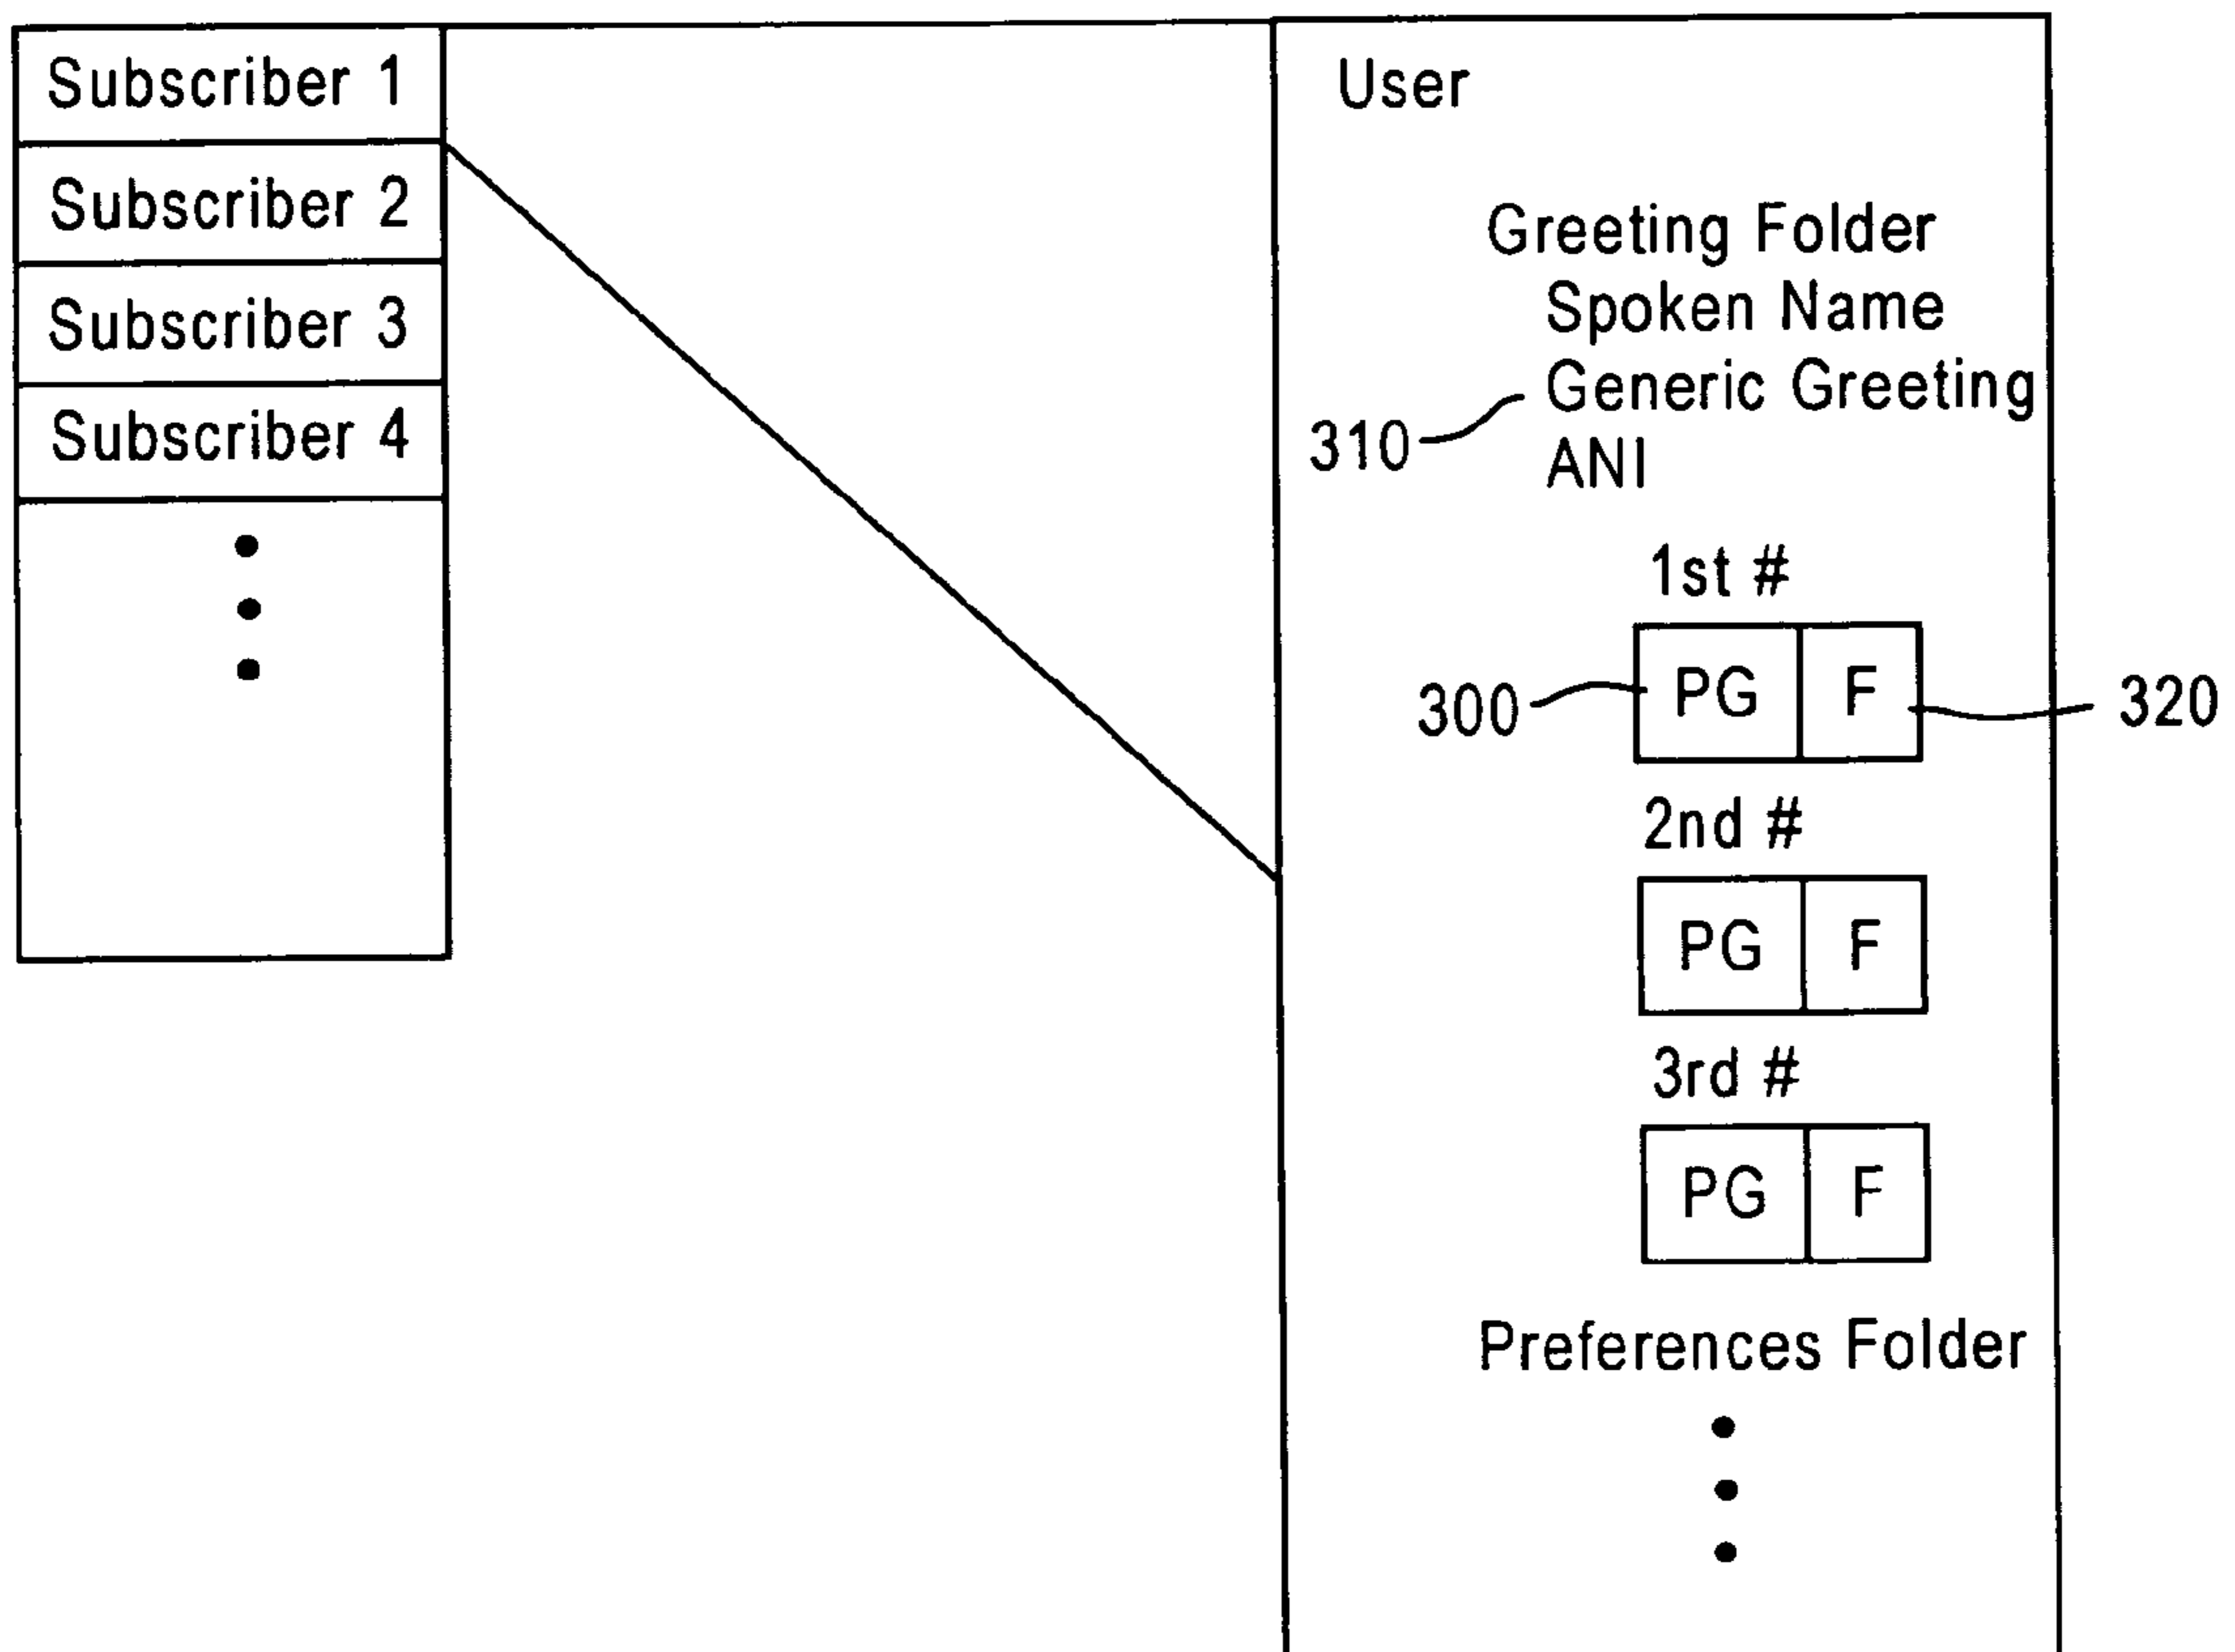 Subscriber 1
Subscriber 2
Subscriber 3
Subscriber 4
User
Greeting Folder
Spoken Name
Generic Greeting
310
ANI
1st #
300 PG F 320
2nd #
PG F
3rd #
PG F
Preferences Folder